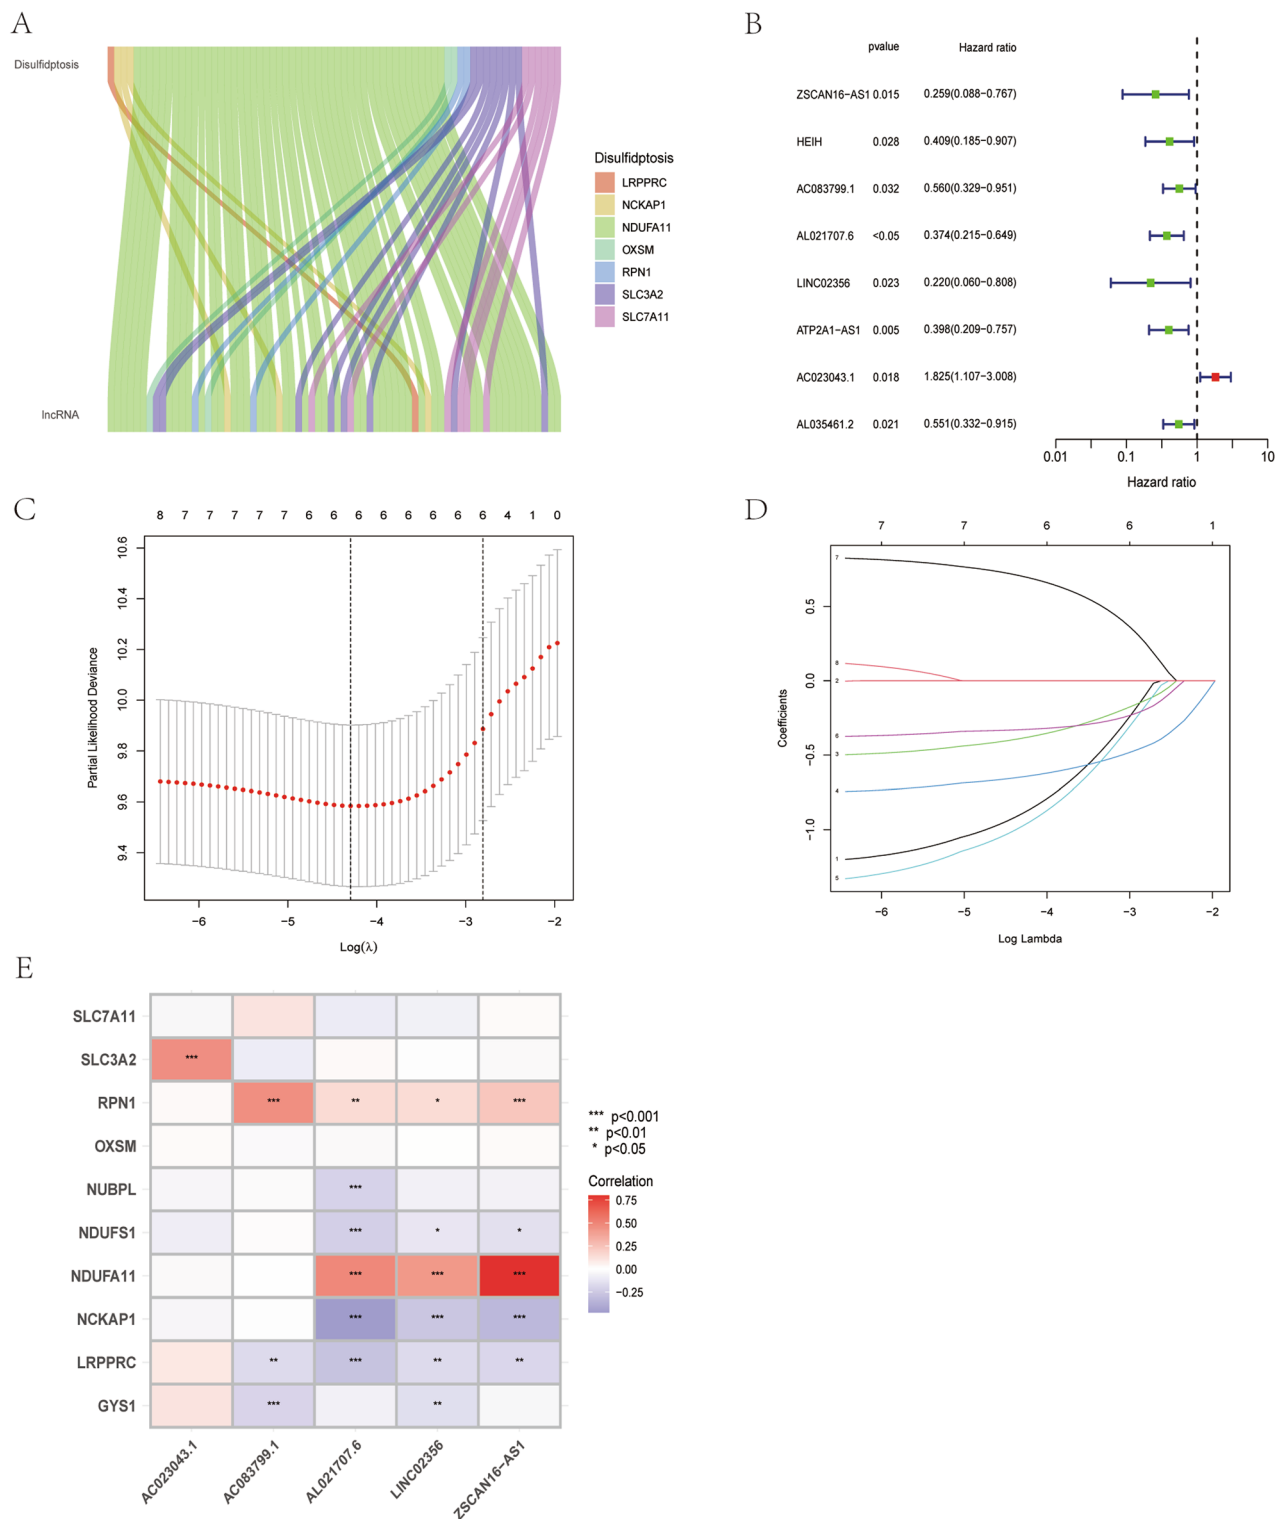 A
Disulfidptosis
lncRNA
Disulfidptosis
LRPPRC
NCKAP1
NDUFA11
OXSM
RPN1
SLC3A2
SLC7A11
B
pvalue Hazard ratio
ZSCAN16−AS1 0.015 0.259(0.088−0.767)
HEIH 0.028 0.409(0.185−0.907)
AC083799.1 0.032 0.560(0.329−0.951)
AL021707.6 <0.05 0.374(0.215−0.649)
LINC02356 0.023 0.220(0.060−0.808)
ATP2A1−AS1 0.005 0.398(0.209−0.757)
AC023043.1 0.018 1.825(1.107−3.008)
AL035461.2 0.021 0.551(0.332−0.915)
0.01 0.1 1 10
Hazard ratio
C
8 7 7 7 7 7 6 6 6 6 6 6 6 6 4 1 0
10.6
10.4
10.2
10.0
9.8
9.6
9.4
Partial Likelihood Deviance
−6 −5 −4 −3 −2
Log(λ)
D
7 7 6 6 1
0.5
0.0
−0.5
−1.0
Coefficients
7
8
2
6
3
4
1
5
−6 −5 −4 −3 −2
Log Lambda
E
SLC7A11
SLC3A2 ***
RPN1 *** ** * ***
OXSM
NUBPL ***
NDUFS1 *** * *
NDUFA11 *** *** ***
NCKAP1 *** *** ***
LRPPRC ** *** ** **
GYS1 *** **
AC023043.1
AC083799.1
AL021707.6
LINC02356
ZSCAN16−AS1
*** p<0.001
** p<0.01
* p<0.05
Correlation
0.75
0.50
0.25
0.00
−0.25